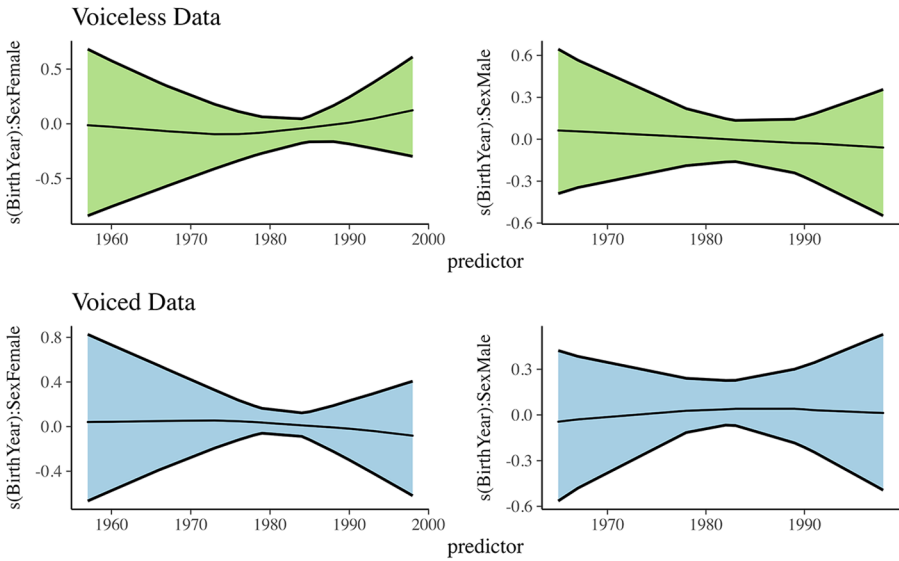 Voiceless Data
s(BirthYear):SexFemale
0.5
0.0
-0.5
1960 1970 1980 1990 2000
s(BirthYear):SexMale
0.6
0.3
0.0
-0.3
-0.6
1970 1980 1990
predictor
Voiced Data
s(BirthYear):SexFemale
0.8
0.4
0.0
-0.4
1960 1970 1980 1990 2000
s(BirthYear):SexMale
0.3
0.0
-0.3
-0.6
1970 1980 1990
predictor